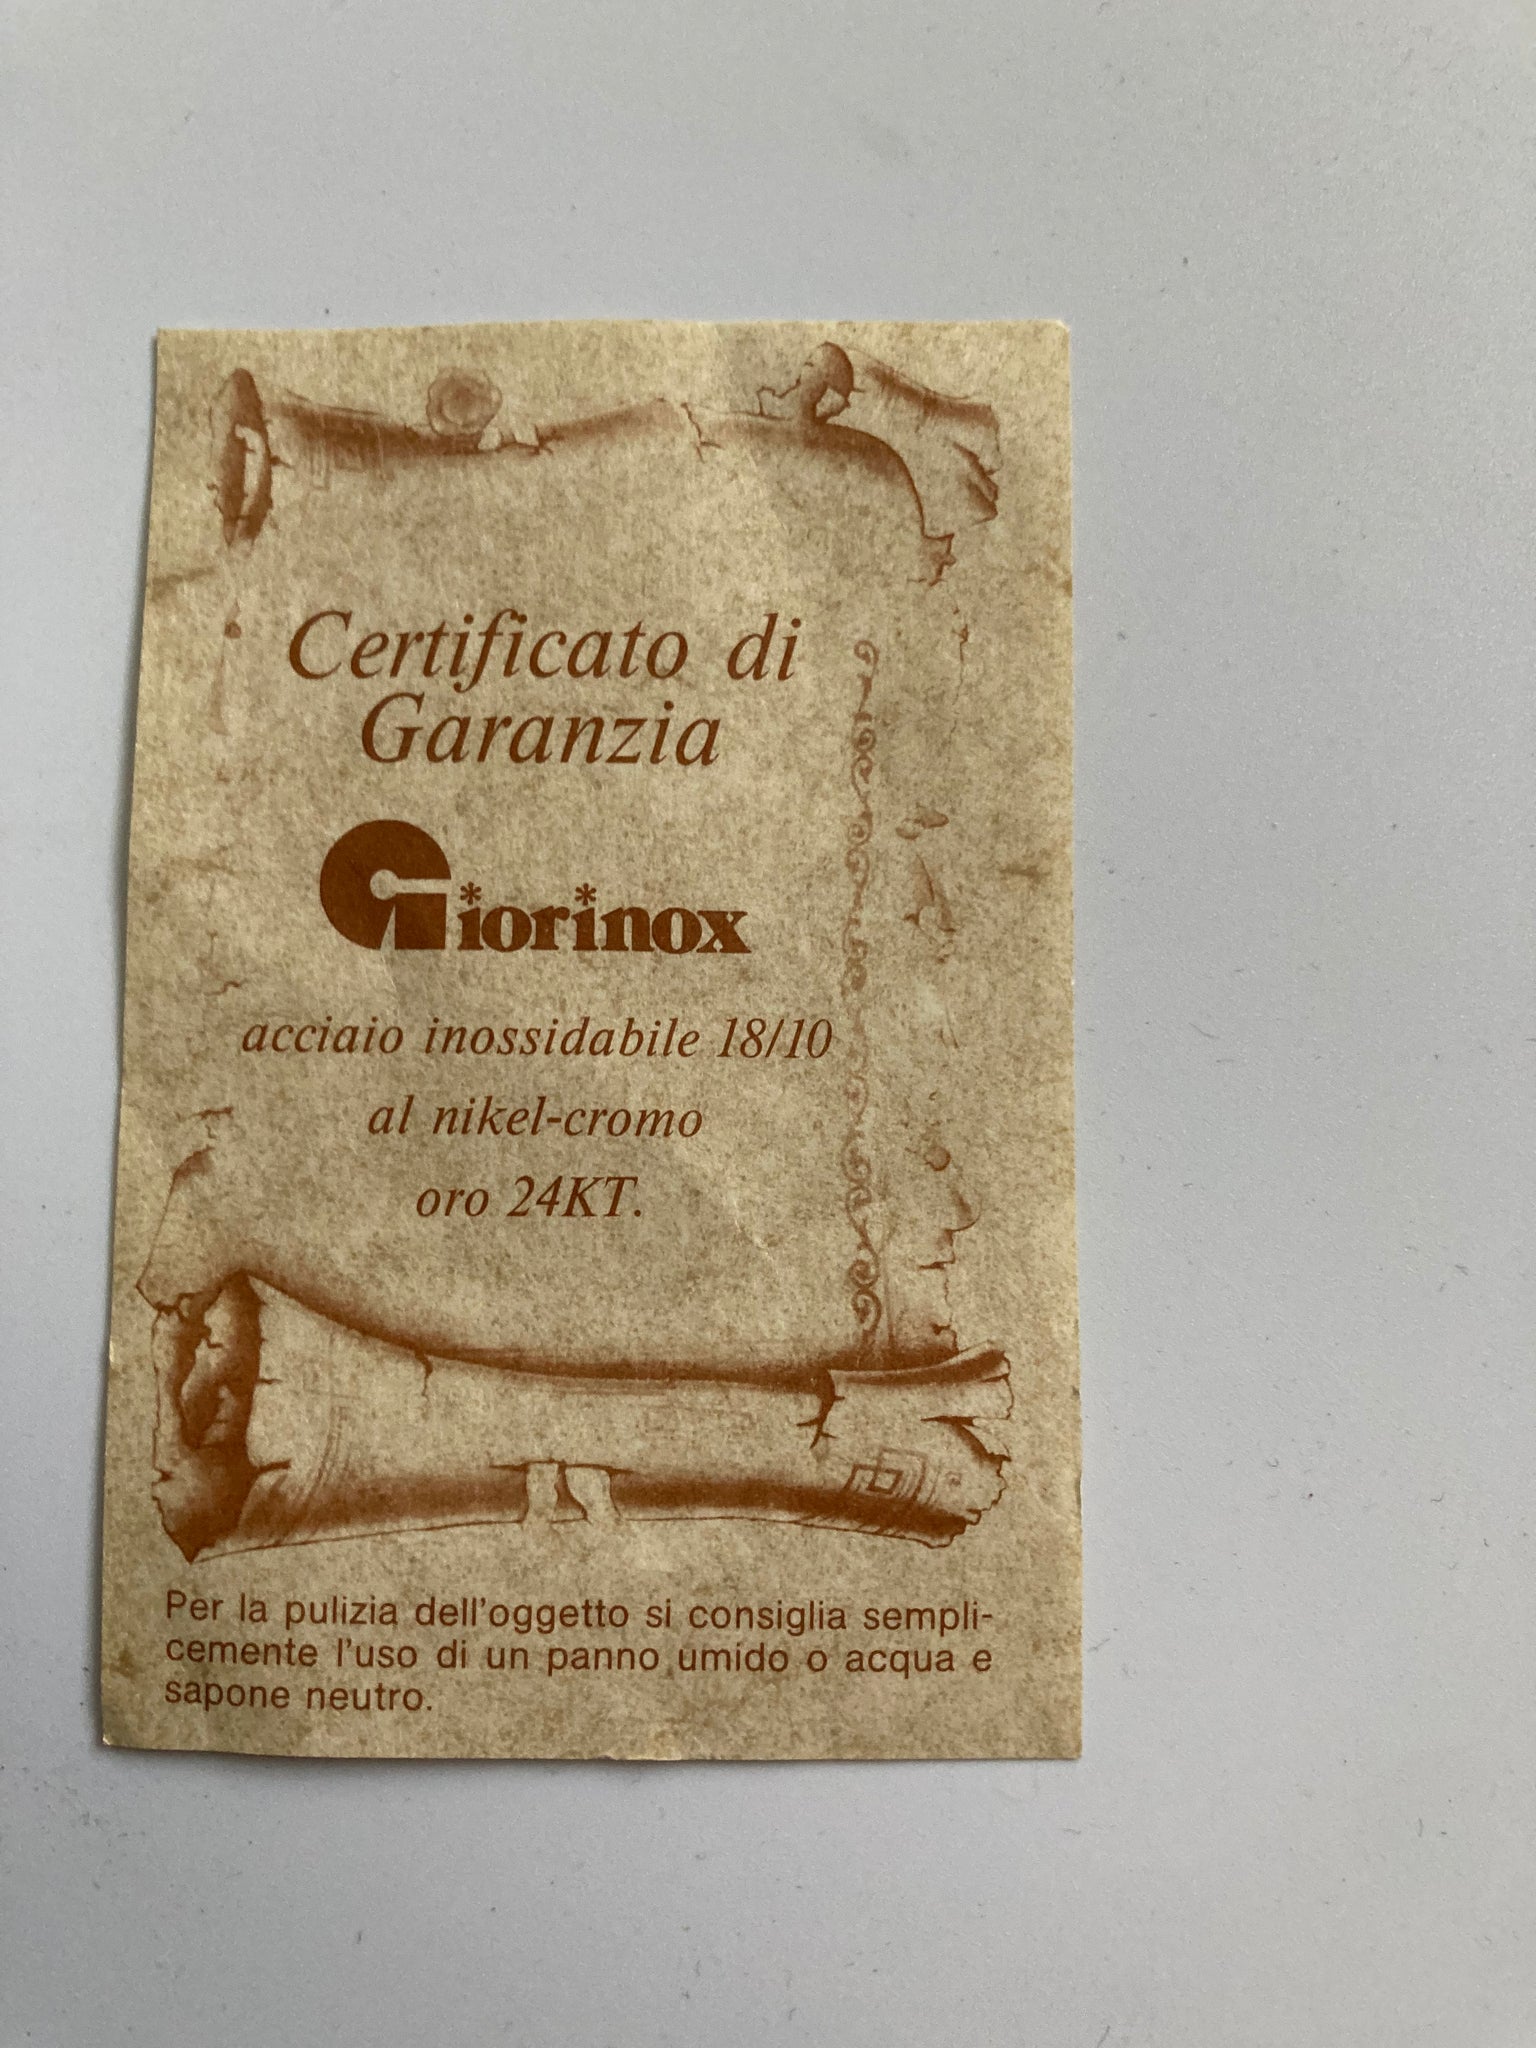 Certificato di
Garanzia
Giorinox
acciaio inossidabile 18/10
al nikel-cromo
oro 24KT.
Per la pulizia dell'oggetto si consiglia sempli-
cemente l'uso di un panno umido o acqua e
sapone neutro.